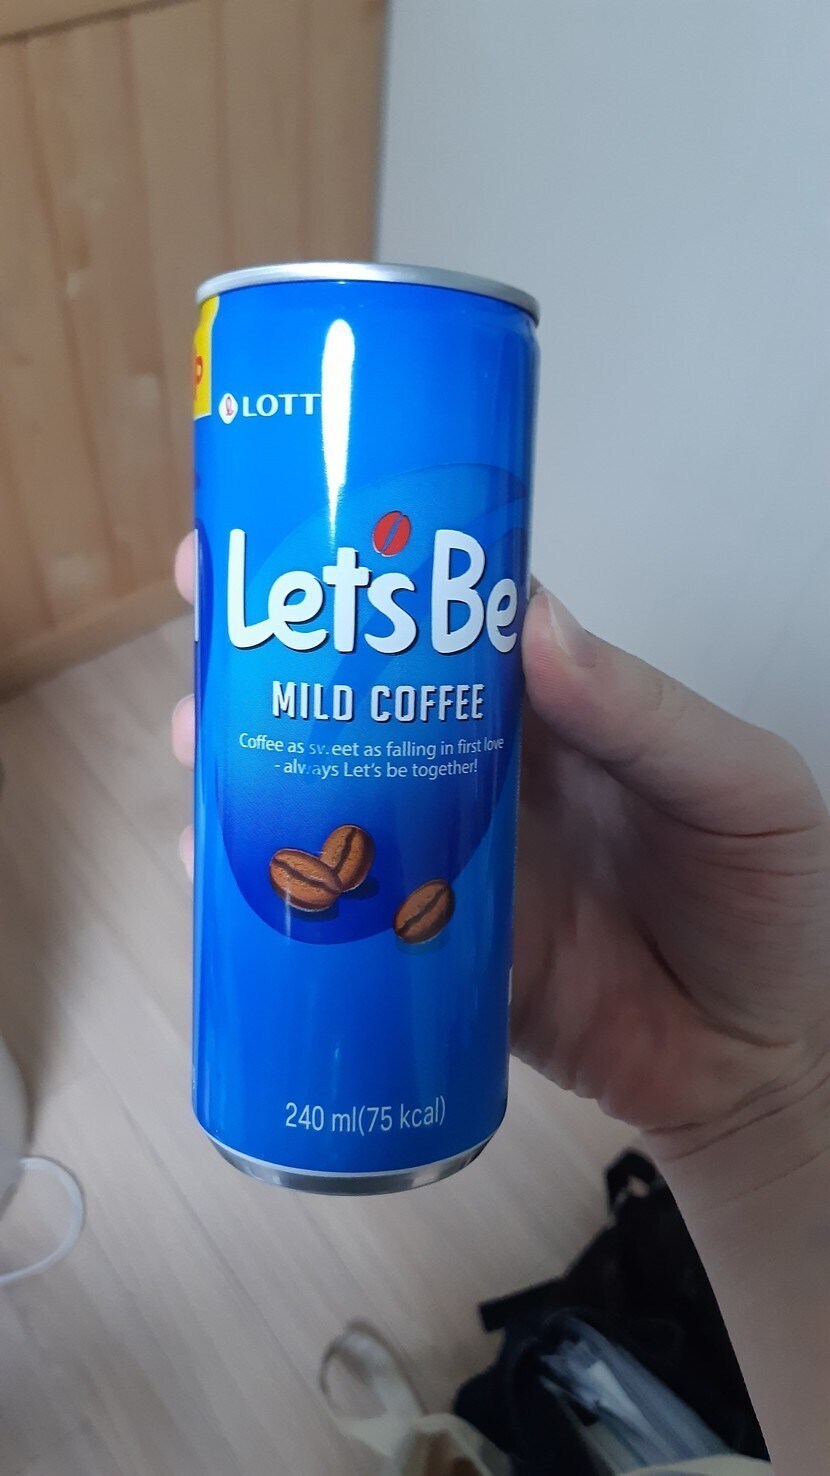 LOTT
Let's Be
MILD COFFEE
Coffee as sweet as falling in first love
- always Let's be together!
240 ml(75 kcal)